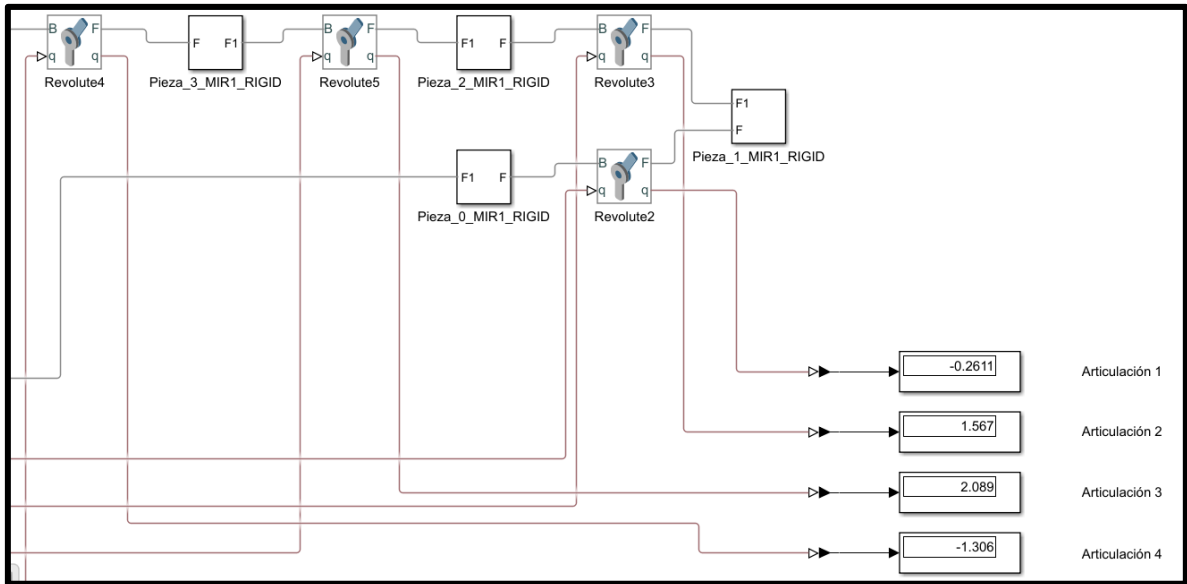 B F F F1 B F F1 F B F
q q q q q q
Revolute4 Pieza_3_MIR1_RIGID Revolute5 Pieza_2_MIR1_RIGID Revolute3
F1
F
Pieza_1_MIR1_RIGID
F1 F B F
q q
Pieza_0_MIR1_RIGID Revolute2
-0.2611 Articulación 1
1.567 Articulación 2
2.089 Articulación 3
-1.306 Articulación 4